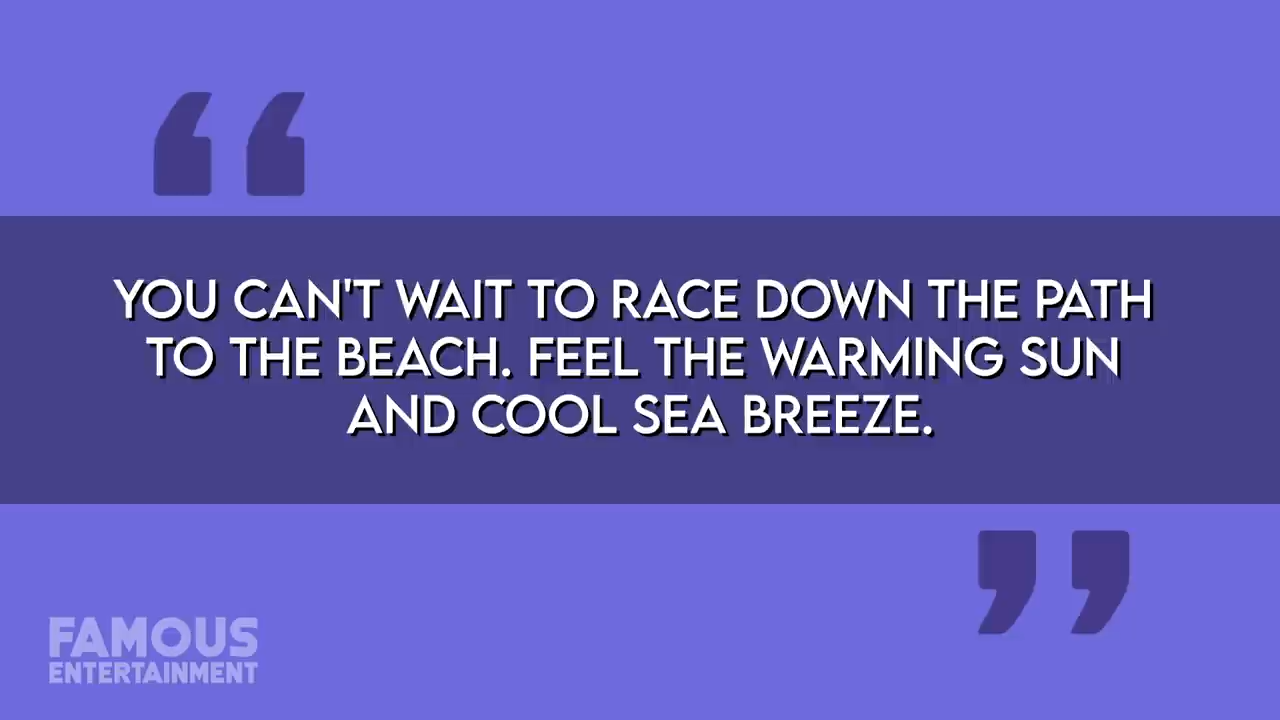 YOU CAN'T WAIT TO RACE DOWN THE PATH
TO THE BEACH. FEEL THE WARMING SUN
AND COOL SEA BREEZE.
FAMOUS
ENTERTAINMENT